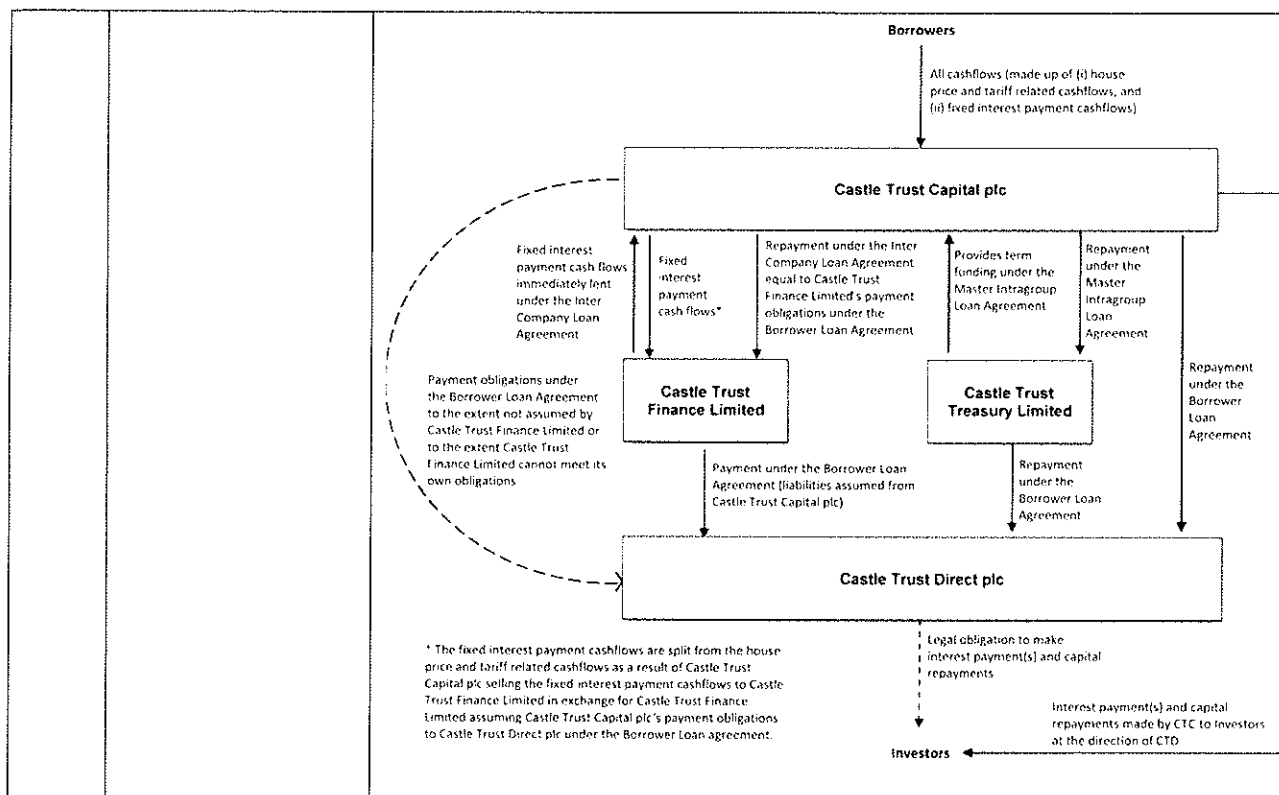 Borrowers
All cashflows (made up of (i) house
price and tariff related cashflows, and
(ii) fixed interest payment cashflows)
Castle Trust Capital plc
Fixed interest
payment cash flows
immediately lent
under the Inter
Company Loan
Agreement
Fixed
interest
payment
cash flows*
Repayment under the Inter
Company Loan Agreement
equal to Castle Trust
Finance Limited's payment
obligations under the
Borrower Loan Agreement
Provides term
funding under the
Master Intragroup
Loan Agreement
Repayment
under the
Master
Intragroup
Loan
Agreement
Payment obligations under
the Borrower Loan Agreement
to the extent not assumed by
Castle Trust Finance Limited or
to the extent Castle Trust
Finance Limited cannot meet its
own obligations
Castle Trust
Finance Limited
Castle Trust
Treasury Limited
Repayment
under the
Borrower
Loan
Agreement
Payment under the Borrower Loan
Agreement (liabilities assumed from
Castle Trust Capital plc)
Repayment
under the
Borrower Loan
Agreement
Castle Trust Direct plc
* The fixed interest payment cashflows are split from the house
price and tariff related cashflows as a result of Castle Trust
Capital plc selling the fixed interest payment cashflows to Castle
Trust Finance Limited in exchange for Castle Trust Finance
Limited assuming Castle Trust Capital plc's payment obligations
to Castle Trust Direct plc under the Borrower Loan agreement.
Legal obligation to make
interest payment(s) and capital
repayments
Interest payment(s) and capital
repayments made by CTC to Investors
at the direction of CTD
Investors